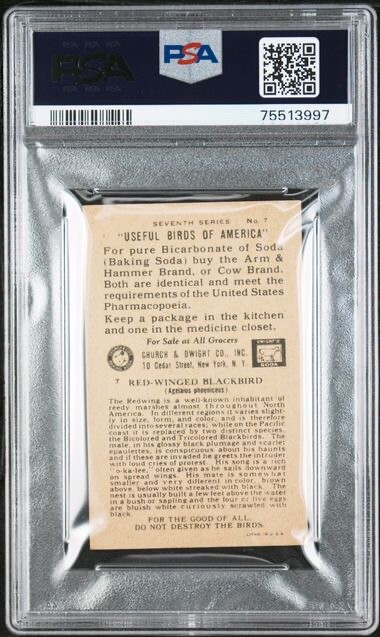 PSA
PSA
75513997
SEVENTH SERIES No 7
"USEFUL BIRDS OF AMERICA"
For pure Bicarbonate of Soda
(Baking Soda) buy the Arm &
Hammer Brand, or Cow Brand.
Both are identical and meet the
requirements of the United States
Pharmacopoeia.
Keep a package in the kitchen
and one in the medicine closet.
For Sale at All Grocers
CHURCH & DWIGHT CO., INC.
10 Cedar Street, New York, N. Y.
DWIGHT'S
SODA
7 RED-WINGED BLACKBIRD
(Agelaius phoeniceus)
The Redwing is a well-known inhabitant of
reedy marshes almost throughout North
America. In different regions it varies slight-
ly in size, form, and color, and is therefore
divided into several races; while on the Pacific
coast it is replaced by two distinct species,
the Bicolored and Tricolored Blackbirds. The
male, in his glossy black plumage and scarlet
epaulettes, is conspicuous about his haunts
and if these are invaded he greets the intruder
with loud cries of protest. His song is a rich
"o-ka-lee," often given as he sails downward
on spread wings. His mate is somewhat
smaller and very different in color, brown
above, below white streaked with black. The
nest is usually built a few feet above the water
in a bush or sapling and the four or five eggs
are bluish white curiously scrawled with
black.
FOR THE GOOD OF ALL
DO NOT DESTROY THE BIRDS.
LITHO IN U.S.A.